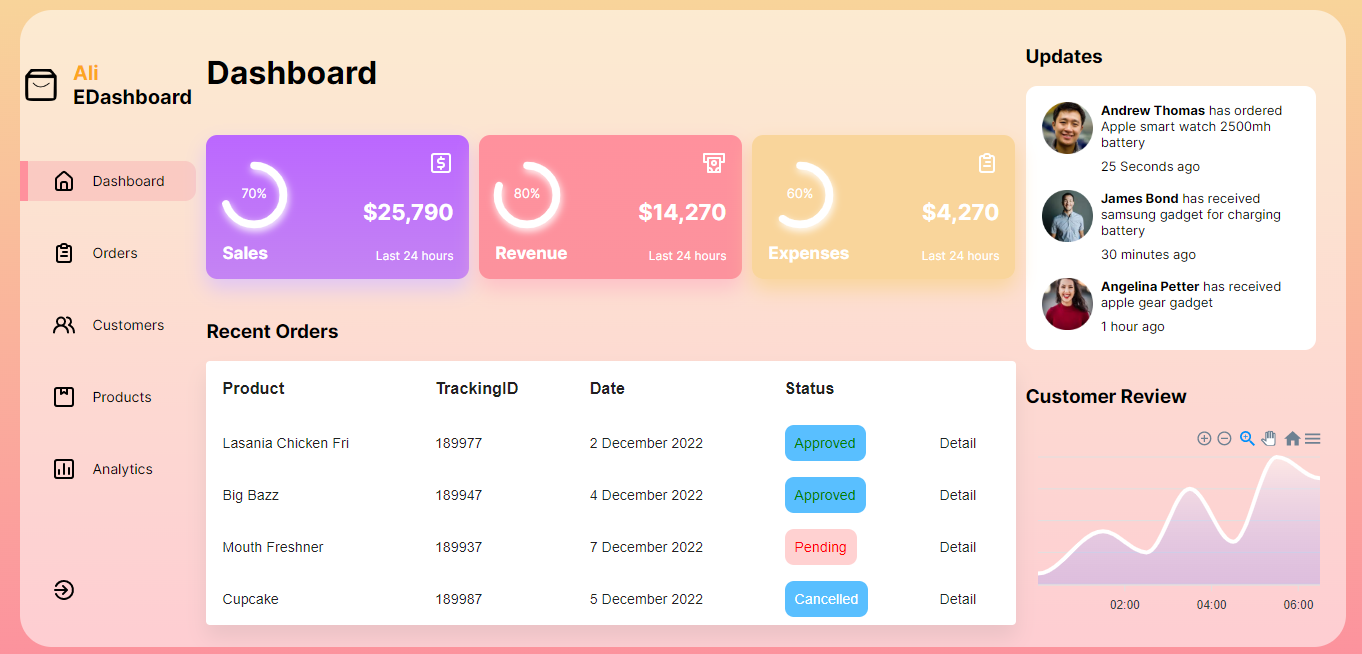 Ali
EDashboard
Dashboard
Orders
Customers
Products
Analytics
Dashboard
70%
$25,790
Sales
Last 24 hours
80%
$14,270
Revenue
Last 24 hours
60%
$4,270
Expenses
Last 24 hours
Recent Orders
Product TrackingID Date Status
Lasania Chicken Fri 189977 2 December 2022 Approved Detail
Big Bazz 189947 4 December 2022 Approved Detail
Mouth Freshner 189937 7 December 2022 Pending Detail
Cupcake 189987 5 December 2022 Cancelled Detail
Updates
Andrew Thomas has ordered
Apple smart watch 2500mh
battery
25 Seconds ago
James Bond has received
samsung gadget for charging
battery
30 minutes ago
Angelina Petter has received
apple gear gadget
1 hour ago
Customer Review
02:00 04:00 06:00